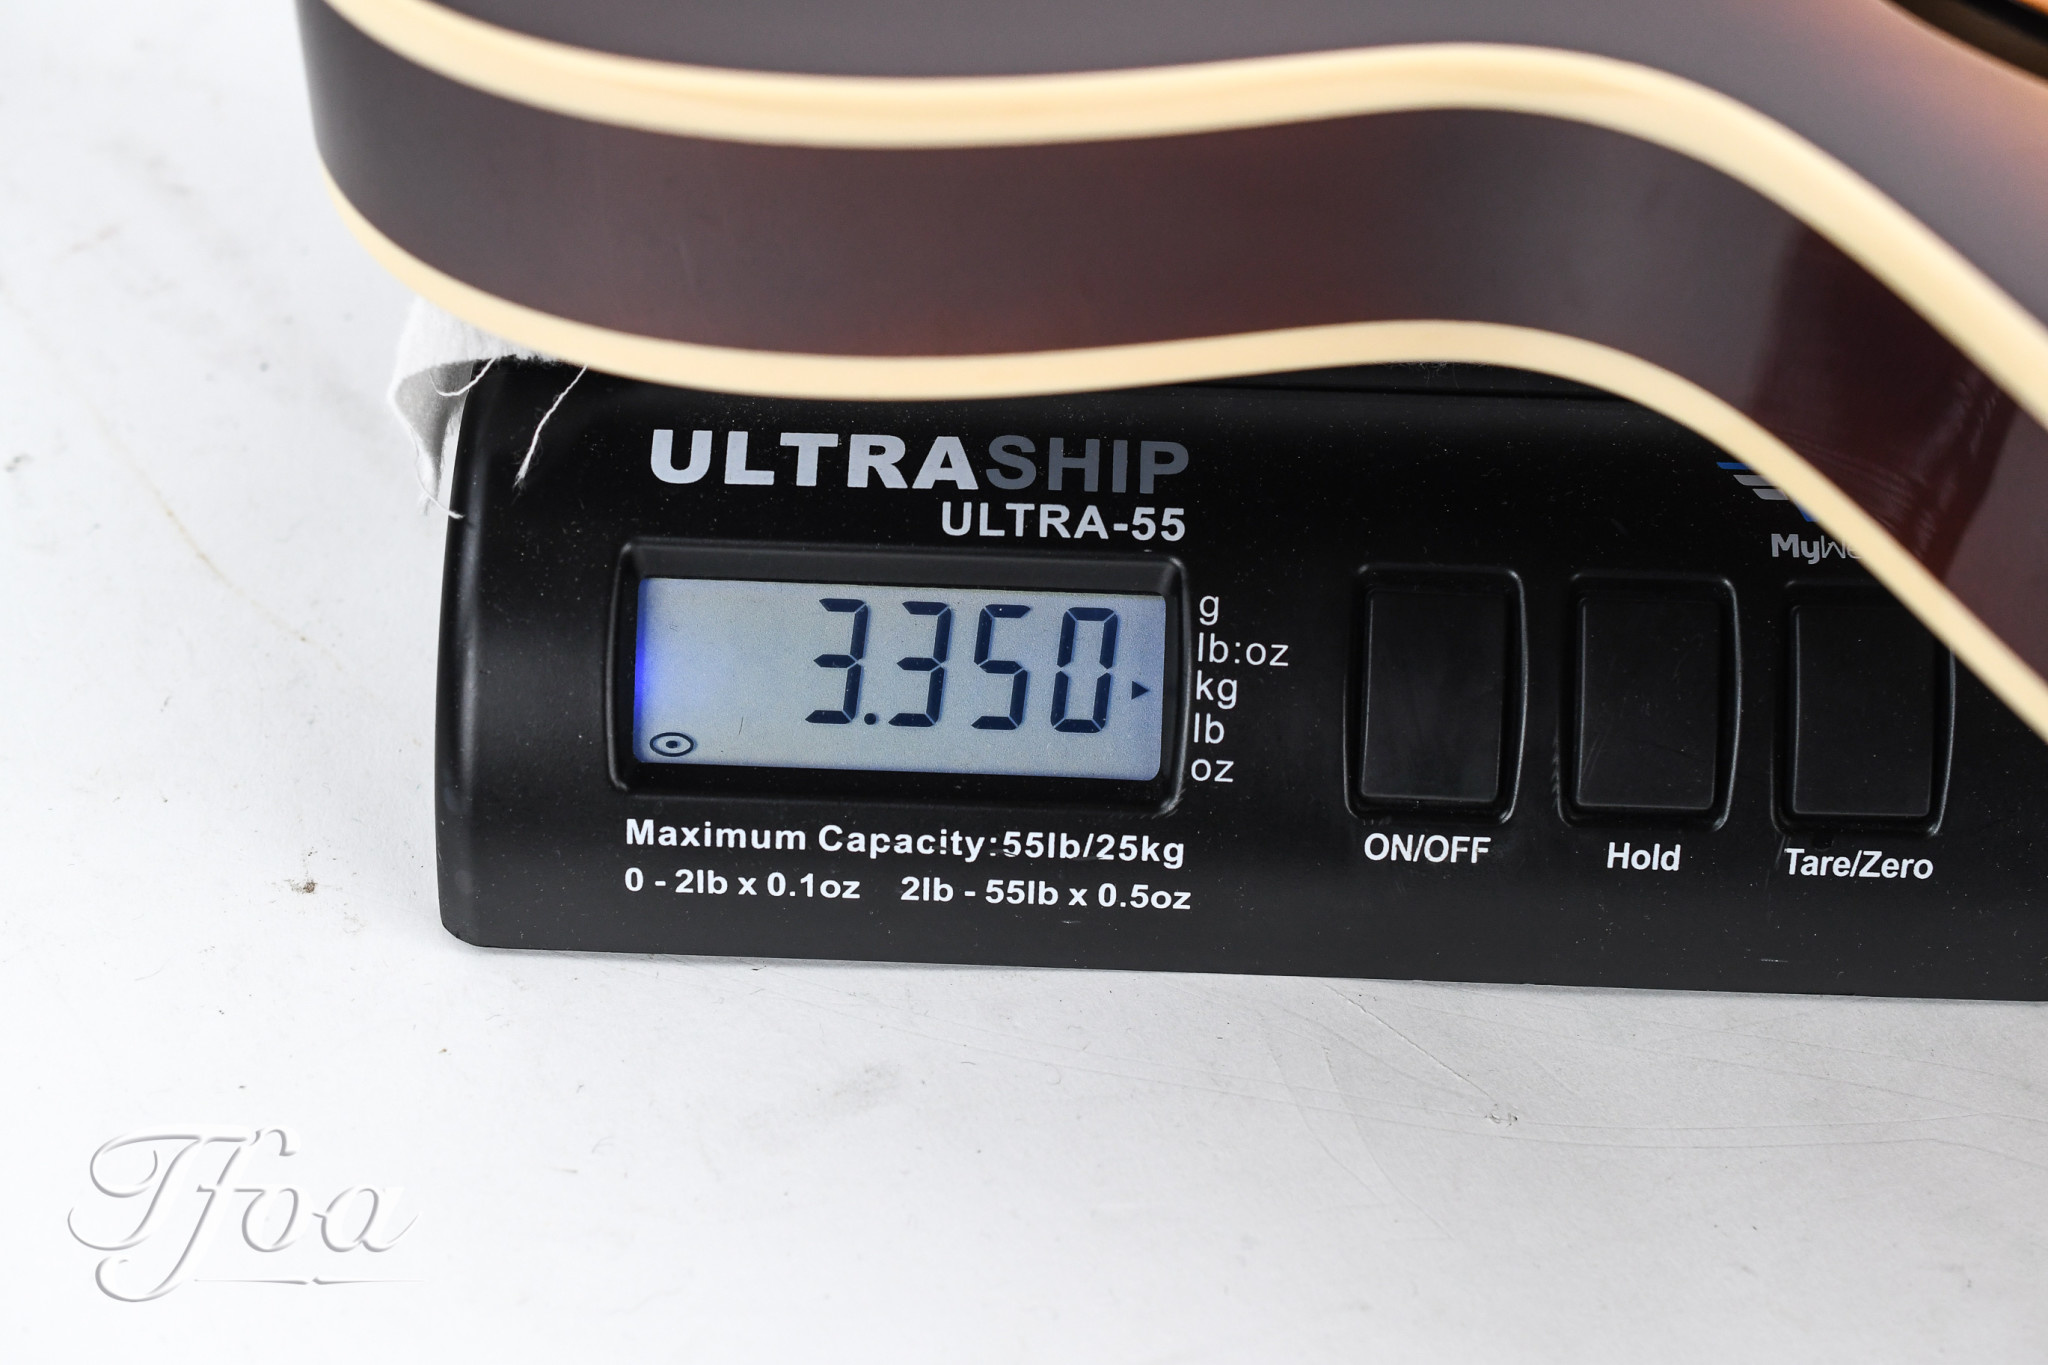 ULTRASHIP
ULTRA-55
3.350
g
lb:oz
kg
lb
oz
My
Maximum Capacity:55lb/25kg
0 - 2lb x 0.1oz 2lb - 55lb x 0.5oz
ON/OFF
Hold
Tare/Zero
Tfoa